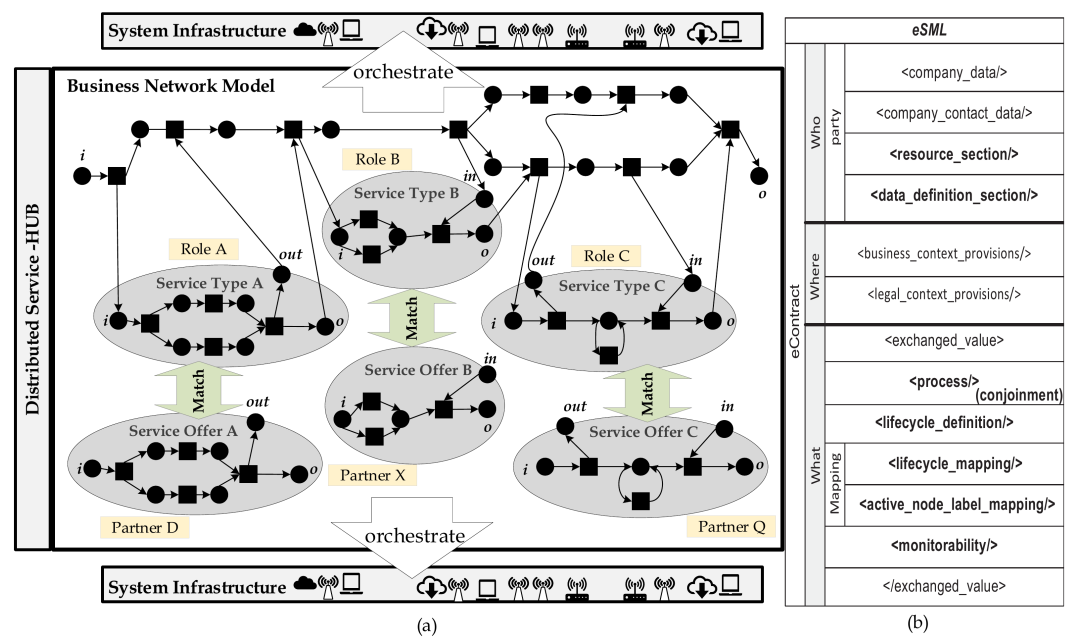 System Infrastructure
orchestrate
Distributed Service -HUB
Business Network Model
i
o
Role B
in
Service Type B
i
o
Role A
out
Service Type A
i
o
Role C
out
in
Service Type C
i
o
Match
Match
Match
Service Offer B
in
i
o
Partner X
out
Service Offer A
i
o
Partner D
out
in
Service Offer C
i
o
Partner Q
orchestrate
System Infrastructure
(a)
eSML
eContract
Who
party
<company_data/>
<company_contact_data/>
<resource_section/>
<data_definition_section/>
Where
<business_context_provisions/>
<legal_context_provisions/>
What
<exchanged_value>
<process/>
(conjoinment)
<lifecycle_definition/>
Mapping
<lifecycle_mapping/>
<active_node_label_mapping/>
<monitorability/>
</exchanged_value>
(b)